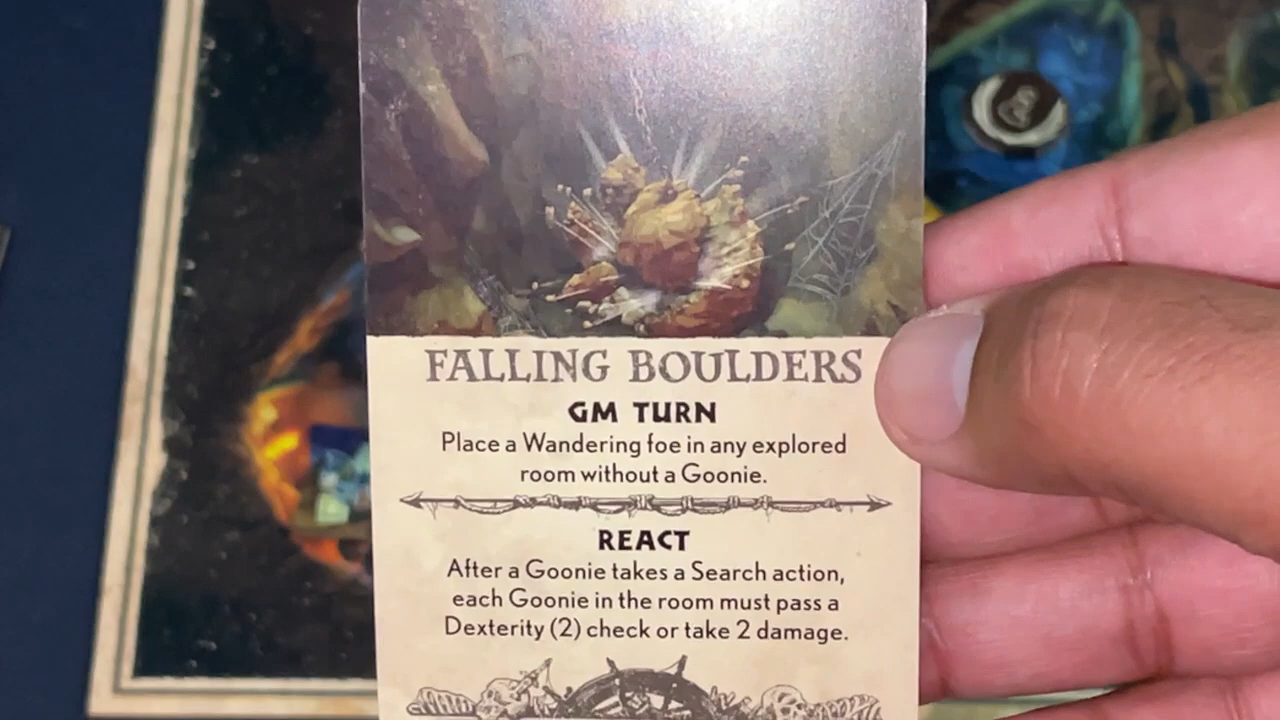 FALLING BOULDERS
GM TURN
Place a Wandering foe in any explored
room without a Goonie.
REACT
After a Goonie takes a Search action,
each Goonie in the room must pass a
Dexterity (2) check or take 2 damage.